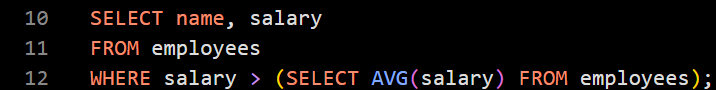 10 SELECT name, salary
11 FROM employees
12 WHERE salary > (SELECT AVG(salary) FROM employees);